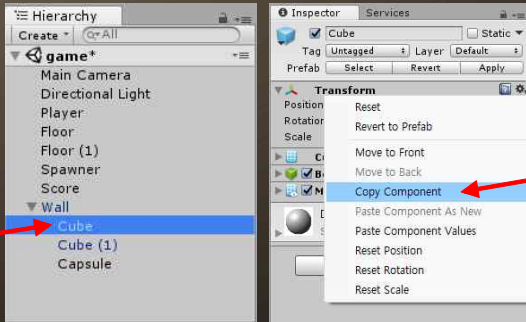 Hierarchy
Create
All
game*
Main Camera
Directional Light
Player
Floor
Floor (1)
Spawner
Score
Wall
Cube
Cube (1)
Capsule
Inspector
Services
Cube
Static
Tag Untagged Layer Default
Prefab Select Revert Apply
Transform
Position
Rotation
Scale
Reset
Revert to Prefab
Move to Front
Move to Back
Copy Component
Paste Component As New
Paste Component Values
Reset Position
Reset Rotation
Reset Scale